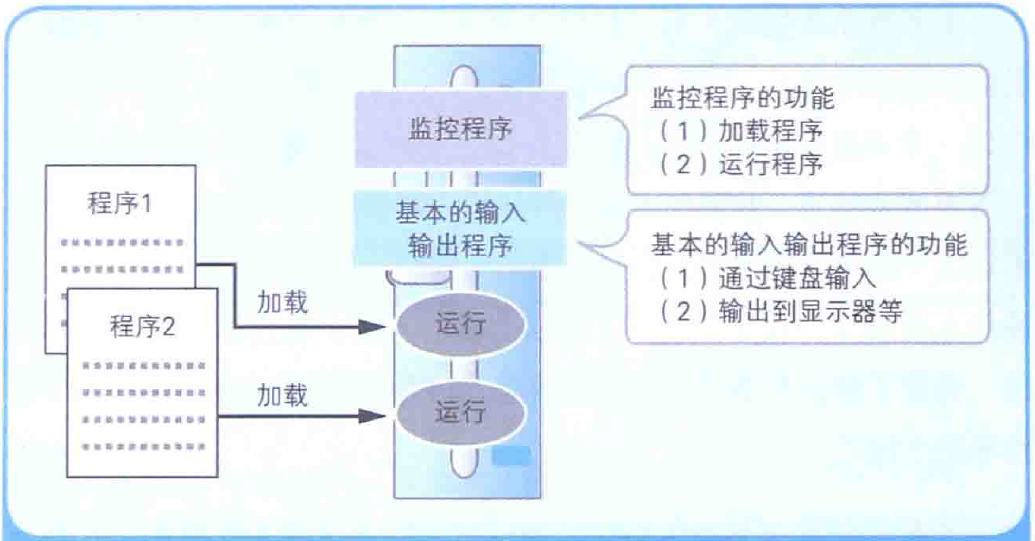 监控程序
监控程序的功能
（1）加载程序
（2）运行程序
程序1
基本的输入
输出程序
基本的输入输出程序的功能
（1）通过键盘输入
（2）输出到显示器等
加载
运行
程序2
加载
运行